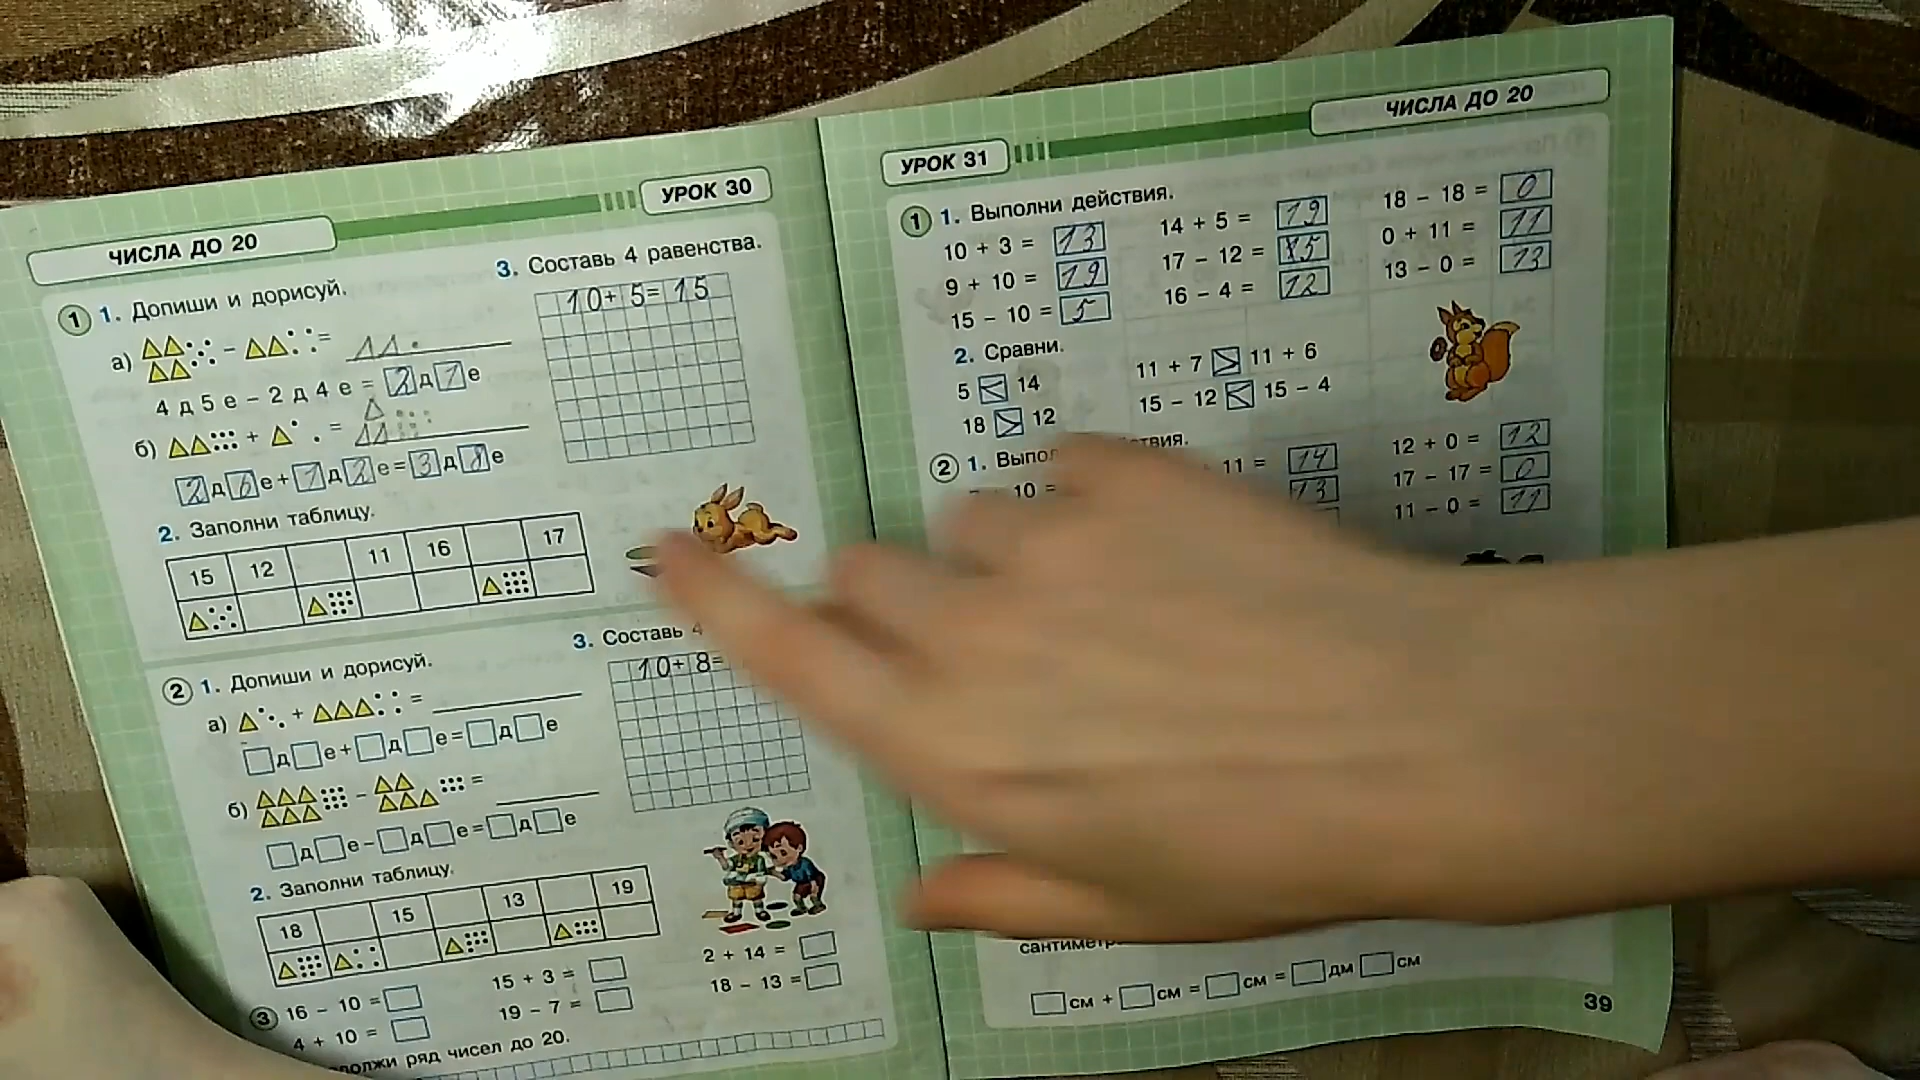 ЧИСЛА ДО 20
УРОК 30
1 1. Допиши и дорисуй.
а) - =
4 д 5 е - 2 д 4 е = 2 д 1 е
б) + =
2 д 6 е + 1 д 2 е = 3 д 8 е
2. Заполни таблицу.
15 12 11 16 17
3. Составь 4 равенства.
10+5=15
2 1. Допиши и дорисуй.
а) + =
д е + д е = д е
б) - =
д е - д е = д е
2. Заполни таблицу.
18 15 13 19
3. Составь 4
10+8=
3 16 - 10 =
4 + 10 =
15 + 3 =
19 - 7 =
2 + 14 =
18 - 13 =
ряд чисел до 20.
УРОК 31
ЧИСЛА ДО 20
1 1. Выполни действия.
10 + 3 = 13
9 + 10 = 19
15 - 10 = 5
14 + 5 = 19
17 - 12 = 5
16 - 4 = 12
18 - 18 = 0
0 + 11 = 11
13 - 0 = 13
2. Сравни.
5 < 14
18 > 12
11 + 7 > 11 + 6
15 - 12 < 15 - 4
2 1.
10 =
11 = 14
13
12 + 0 = 12
17 - 17 = 0
11 - 0 = 11
см + см = см = дм см
39